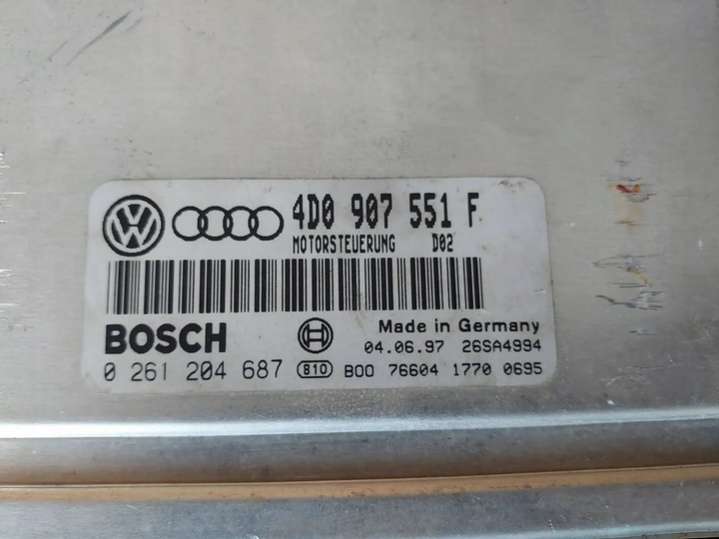 4D0 907 551 F
MOTORSTEUERUNG D02
BOSCH
Made in Germany
04.06.97 26SA4994
0 261 204 687 810 B00 76604 1770 0695